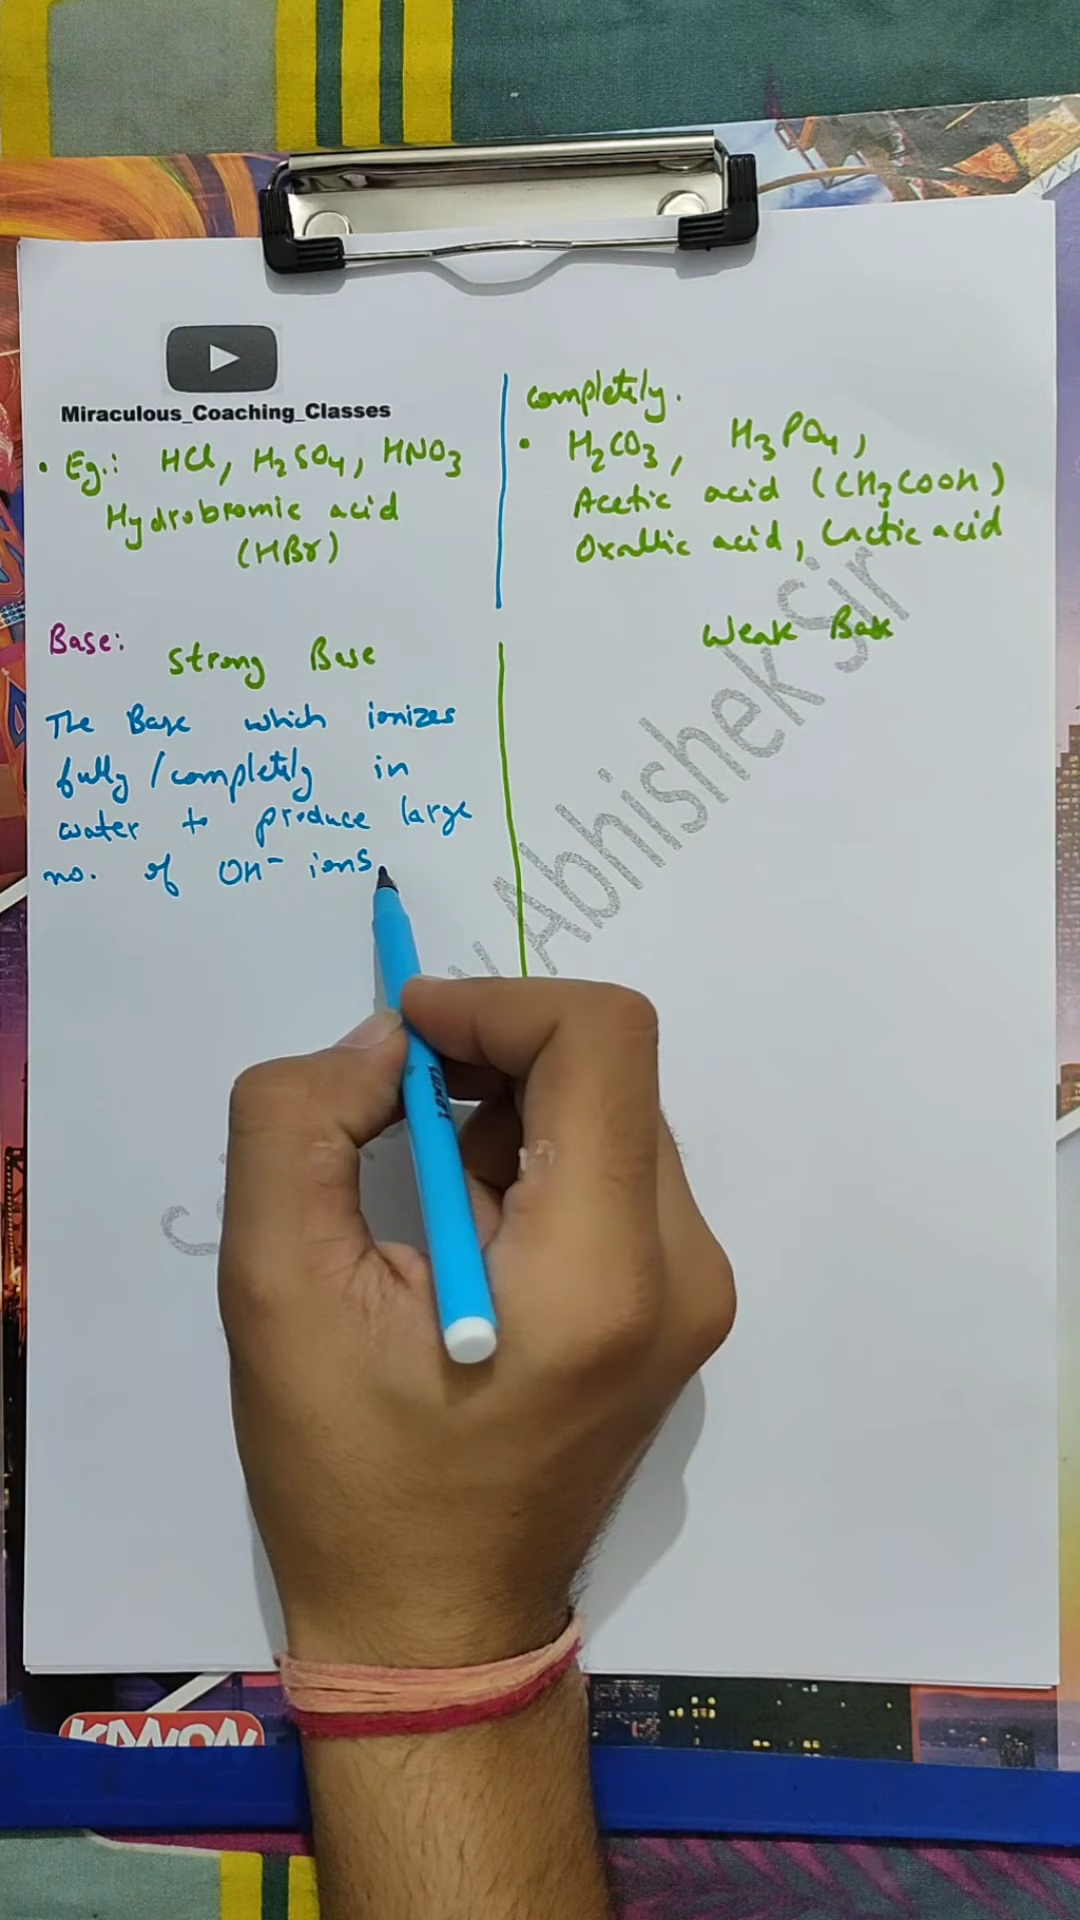 Miraculous_Coaching_Classes
• Eg.: HCl, H₂SO₄, HNO₃
Hydrobromic acid
(HBr)
completely.
• H₂CO₃, H₃PO₄,
Acetic acid (CH₃COOH)
Oxallic acid, Lactic acid
Base:
Strong Base
The Base which ionizes
fully/completely in
water to produce large
no. of OH⁻ ions.
Weak Base
Abhishek Sir
LUXOR